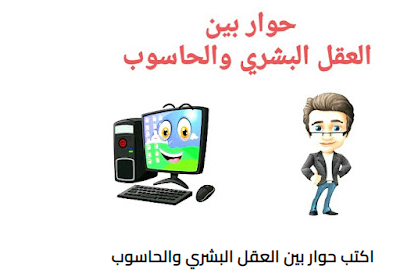 حوار بين
العقل البشري والحاسوب
اكتب حوار بين العقل البشري والحاسوب